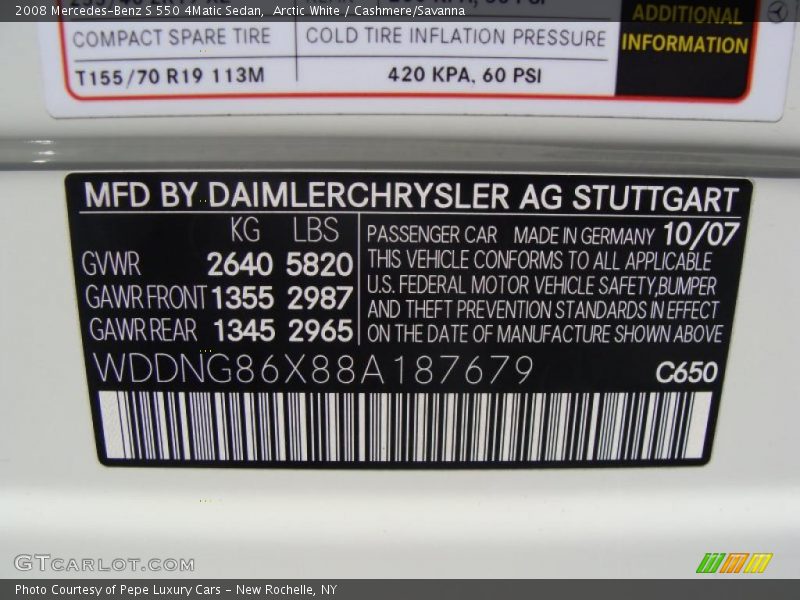 2008 Mercedes-Benz S 550 4Matic Sedan, Arctic White / Cashmere/Savanna
COMPACT SPARE TIRE COLD TIRE INFLATION PRESSURE
T155/70 R19 113M 420 KPA, 60 PSI
ADDITIONAL
INFORMATION
MFD BY DAIMLERCHRYSLER AG STUTTGART
KG LBS
GVWR 2640 5820
GAWR FRONT 1355 2987
GAWR REAR 1345 2965
PASSENGER CAR MADE IN GERMANY 10/07
THIS VEHICLE CONFORMS TO ALL APPLICABLE
U.S. FEDERAL MOTOR VEHICLE SAFETY,BUMPER
AND THEFT PREVENTION STANDARDS IN EFFECT
ON THE DATE OF MANUFACTURE SHOWN ABOVE
WDDNG86X88A187679 C650
GTCARLOT.COM
Photo Courtesy of Pepe Luxury Cars - New Rochelle, NY